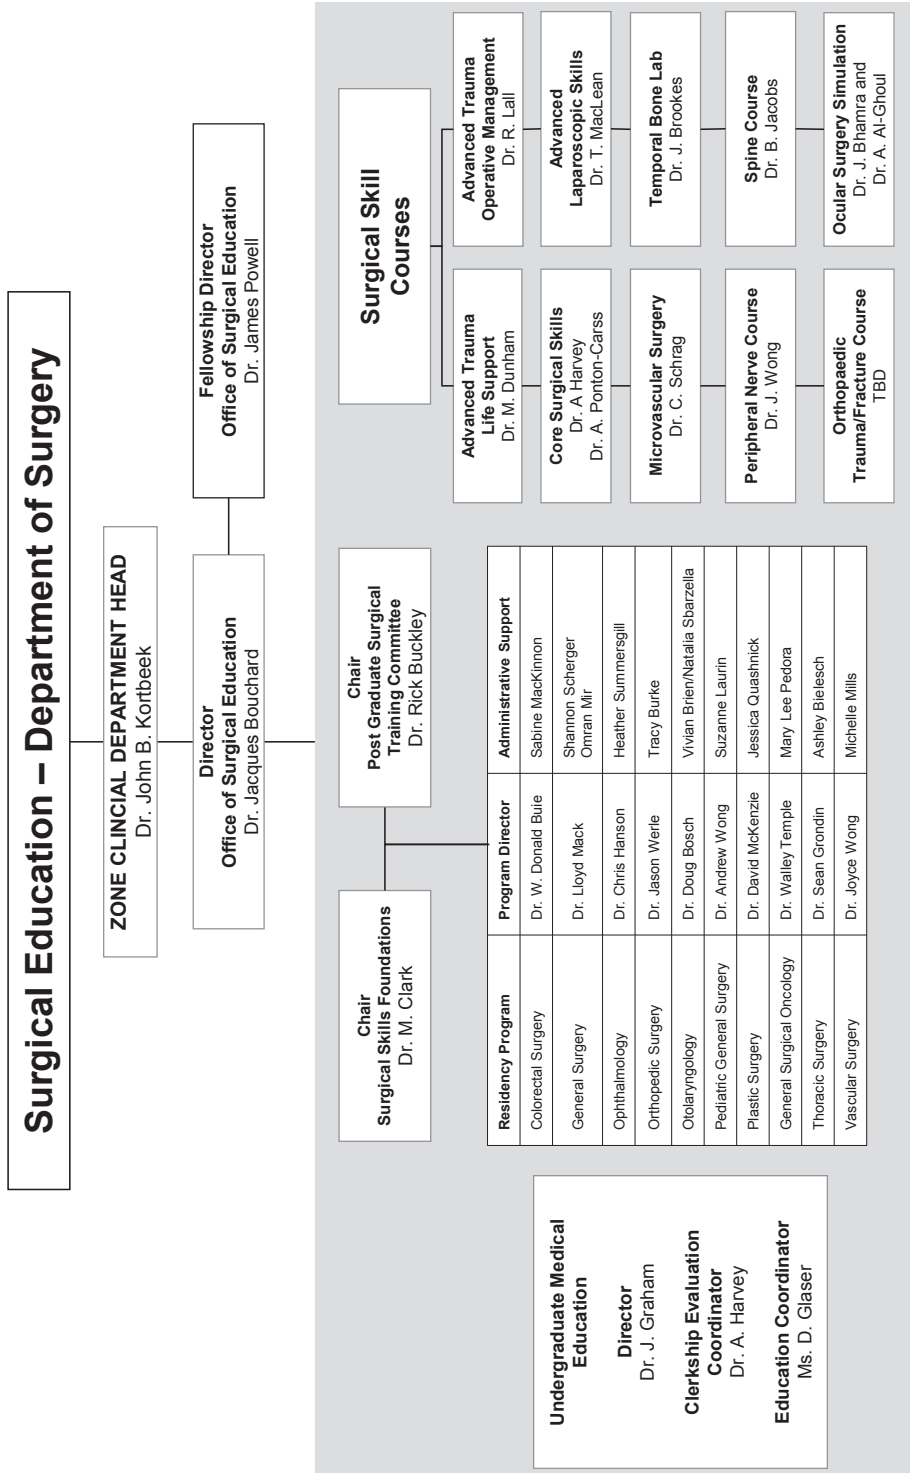 Surgical Education – Department of Surgery
ZONE CLINCIAL DEPARTMENT HEAD
Dr. John B. Kortbeek
Director
Office of Surgical Education
Dr. Jacques Bouchard
Fellowship Director
Office of Surgical Education
Dr. James Powell
Undergraduate Medical
Education
Director
Dr. J. Graham
Clerkship Evaluation
Coordinator
Dr. A. Harvey
Education Coordinator
Ms. D. Glaser
Chair
Surgical Skills Foundations
Dr. M. Clark
Chair
Post Graduate Surgical
Training Committee
Dr. Rick Buckley
Residency Program Program Director Administrative Support
Colorectal Surgery Dr. W. Donald Buie Sabine MacKinnon
General Surgery Dr. Lloyd Mack Shannon Scherger
Omran Mir
Ophthalmology Dr. Chris Hanson Heather Summersgill
Orthopedic Surgery Dr. Jason Werle Tracy Burke
Otolaryngology Dr. Doug Bosch Vivian Brien/Natalia Sbarzella
Pediatric General Surgery Dr. Andrew Wong Suzanne Laurin
Plastic Surgery Dr. David McKenzie Jessica Quashnick
General Surgical Oncology Dr. Walley Temple Mary Lee Pedora
Thoracic Surgery Dr. Sean Grondin Ashley Bielesch
Vascular Surgery Dr. Joyce Wong Michelle Mills
Surgical Skill
Courses
Advanced Trauma
Life Support
Dr. M. Dunham
Core Surgical Skills
Dr. A Harvey
Dr. A. Ponton-Carss
Microvascular Surgery
Dr. C. Schrag
Peripheral Nerve Course
Dr. J. Wong
Orthopaedic
Trauma/Fracture Course
TBD
Advanced Trauma
Operative Management
Dr. R. Lall
Advanced
Laparoscopic Skills
Dr. T. MacLean
Temporal Bone Lab
Dr. J. Brookes
Spine Course
Dr. B. Jacobs
Ocular Surgery Simulation
Dr. J. Bhamra and
Dr. A. Al-Ghoul